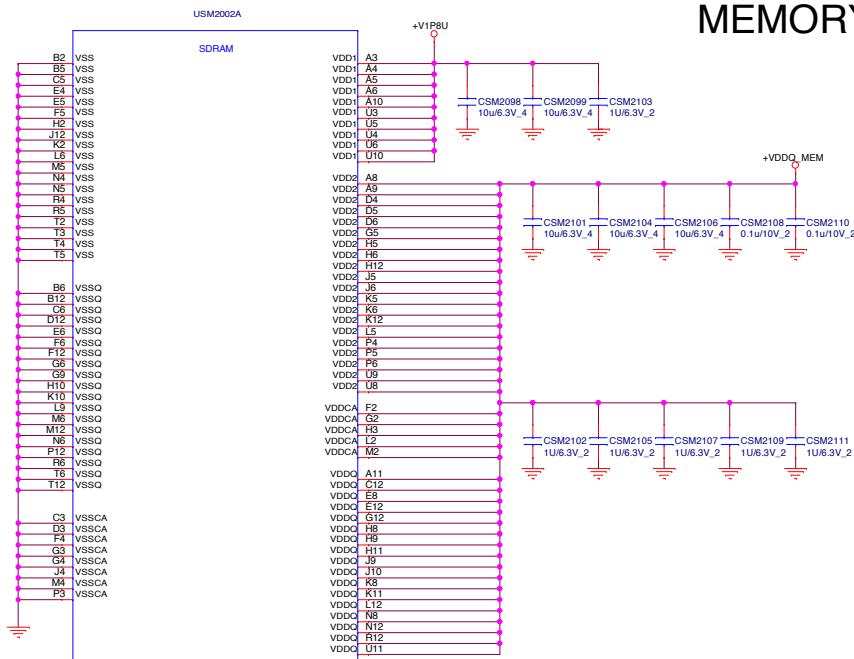 MEMORY
USM2002A
SDRAM
+V1P8U
B2 VSS
B5 VSS
C5 VSS
E4 VSS
E5 VSS
F5 VSS
H2 VSS
J12 VSS
K2 VSS
L6 VSS
M5 VSS
N4 VSS
N5 VSS
R4 VSS
R5 VSS
T2 VSS
T3 VSS
T4 VSS
T5 VSS
B6 VSSQ
B12 VSSQ
C6 VSSQ
D12 VSSQ
E6 VSSQ
F6 VSSQ
F12 VSSQ
G6 VSSQ
G9 VSSQ
H10 VSSQ
K10 VSSQ
L9 VSSQ
M6 VSSQ
M12 VSSQ
N6 VSSQ
P12 VSSQ
R6 VSSQ
T6 VSSQ
T12 VSSQ
C3 VSSCA
D3 VSSCA
F4 VSSCA
G3 VSSCA
G4 VSSCA
J4 VSSCA
M4 VSSCA
P3 VSSCA
VDD1 A3
VDD1 A4
VDD1 A5
VDD1 A6
VDD1 A10
VDD1 U3
VDD1 U5
VDD1 U4
VDD1 U6
VDD1 U10
VDD2 A8
VDD2 A9
VDD2 D4
VDD2 D5
VDD2 D6
VDD2 G5
VDD2 H5
VDD2 H6
VDD2 H12
VDD2 J5
VDD2 J6
VDD2 K5
VDD2 K6
VDD2 K12
VDD2 L5
VDD2 P4
VDD2 P5
VDD2 P6
VDD2 U9
VDD2 U8
VDDCA F2
VDDCA G2
VDDCA H3
VDDCA L2
VDDCA M2
VDDQ A11
VDDQ C12
VDDQ E8
VDDQ E12
VDDQ G12
VDDQ H8
VDDQ H9
VDDQ H11
VDDQ J9
VDDQ J10
VDDQ K8
VDDQ K11
VDDQ L12
VDDQ N8
VDDQ N12
VDDQ R12
VDDQ U11
CSM2098 CSM2099 CSM2103
10u/6.3V_4 10u/6.3V_4 1U/6.3V_2
+VDDQ_MEM
CSM2101 CSM2104 CSM2106 CSM2108 CSM2110
10u/6.3V_4 10u/6.3V_4 10u/6.3V_4 0.1u/10V_2 0.1u/10V_2
CSM2102 CSM2105 CSM2107 CSM2109 CSM2111
1U/6.3V_2 1U/6.3V_2 1U/6.3V_2 1U/6.3V_2 1U/6.3V_2